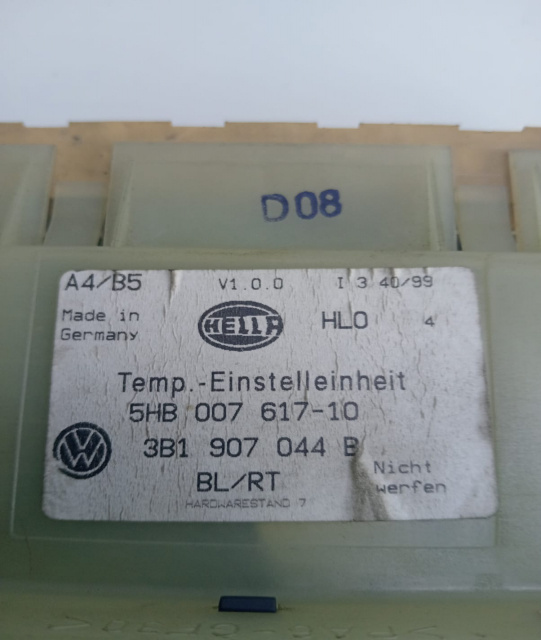 D08
A4/B5 V1.0.0 I 3 40/99
Made in
Germany
HELLA
HLO 4
Temp.-Einstelleinheit
5HB 007 617-10
3B1 907 044 B
VW
BL/RT
Nicht
werfen
HARDWARESTAND 7